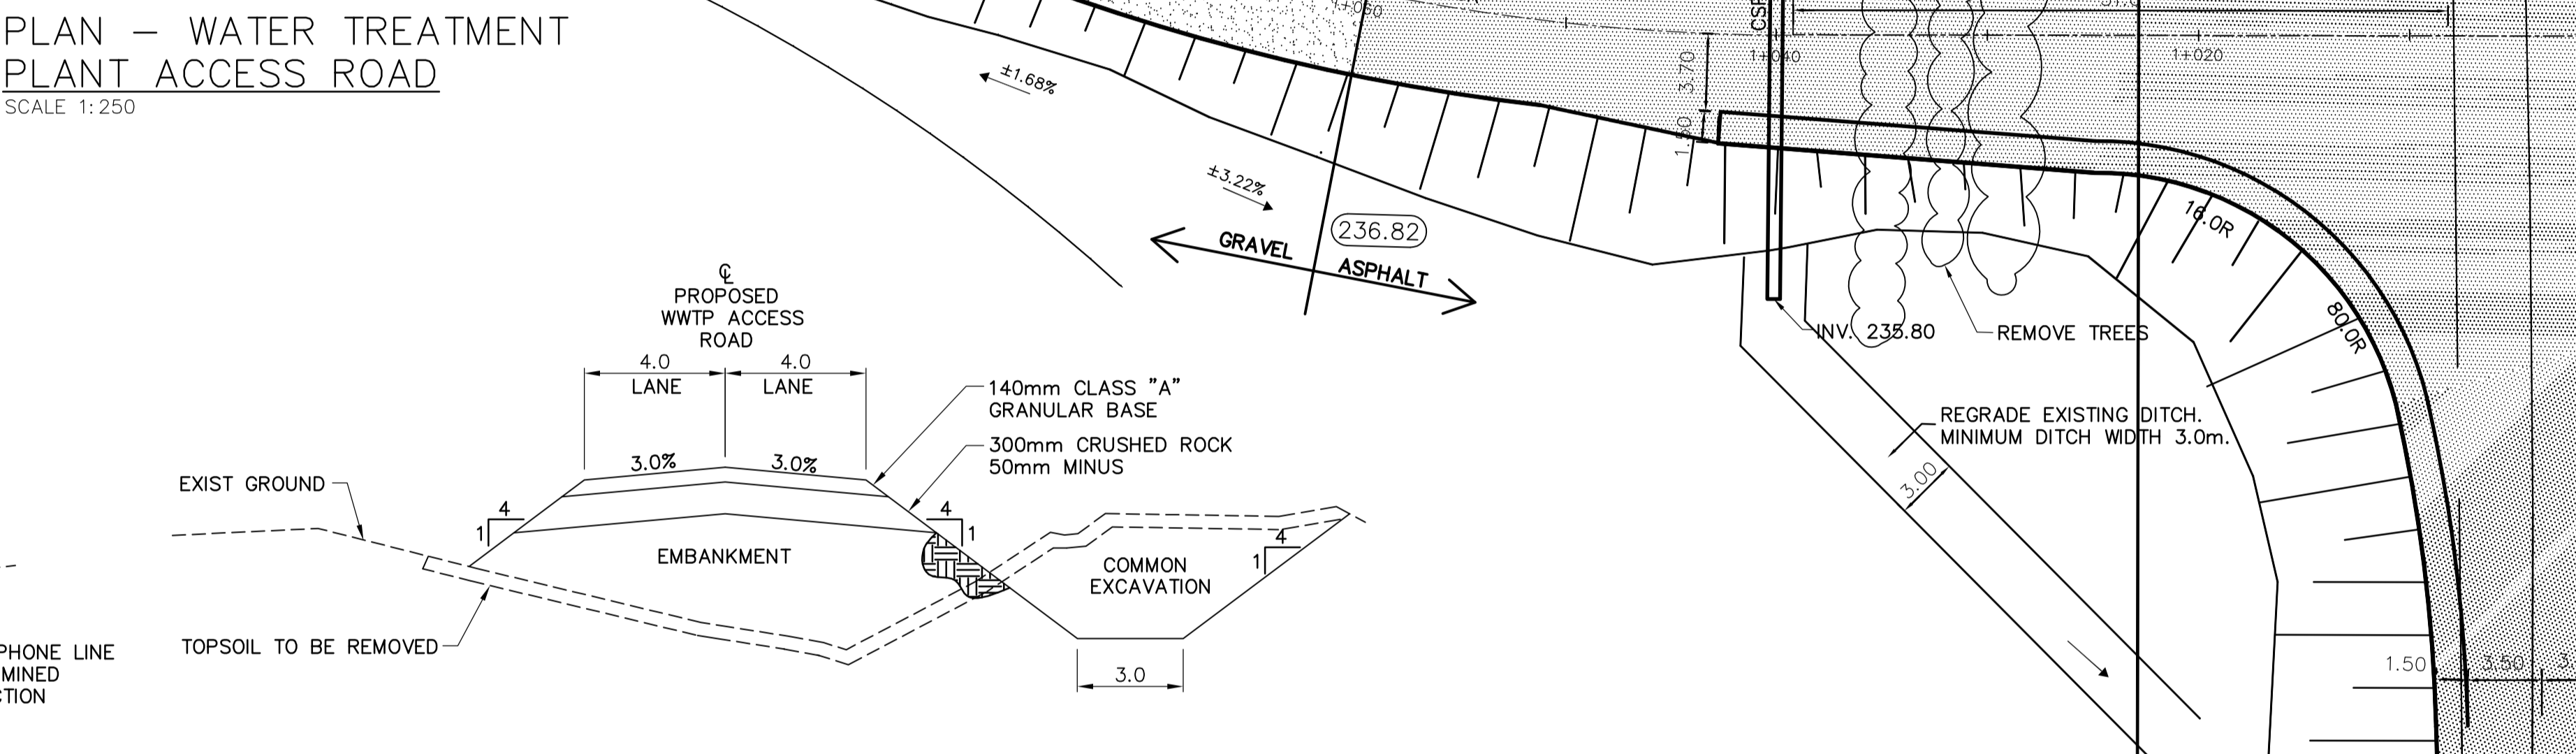 PLAN – WATER TREATMENT
PLANT ACCESS ROAD
SCALE 1:250
±1.68%
±3.22%
236.82
GRAVEL
ASPHALT
3.70
1.50
1+040
1+020
16.0R
80.0R
INV. 235.80
REMOVE TREES
REGRADE EXISTING DITCH.
MINIMUM DITCH WIDTH 3.0m.
3.00
1.50
3.50
℄
PROPOSED
WWTP ACCESS
ROAD
4.0
LANE
4.0
LANE
140mm CLASS "A"
GRANULAR BASE
300mm CRUSHED ROCK
50mm MINUS
3.0%
3.0%
EXIST GROUND
4
1
4
1
4
1
EMBANKMENT
COMMON
EXCAVATION
TOPSOIL TO BE REMOVED
3.0
PHONE LINE
MINED
CTION